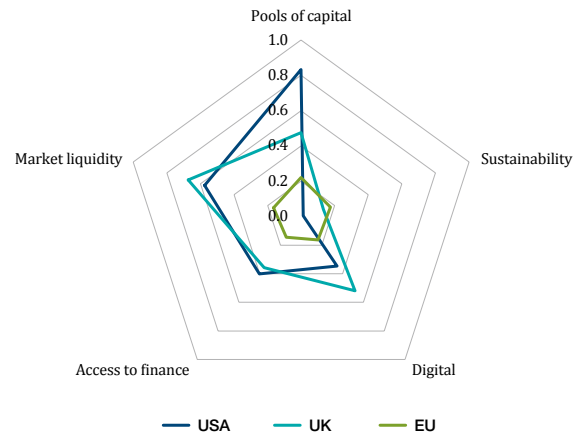 Pools of capital
1.0
0.8
0.6
0.4
0.2
0.0
Market liquidity
Sustainability
Access to finance
Digital
USA
UK
EU